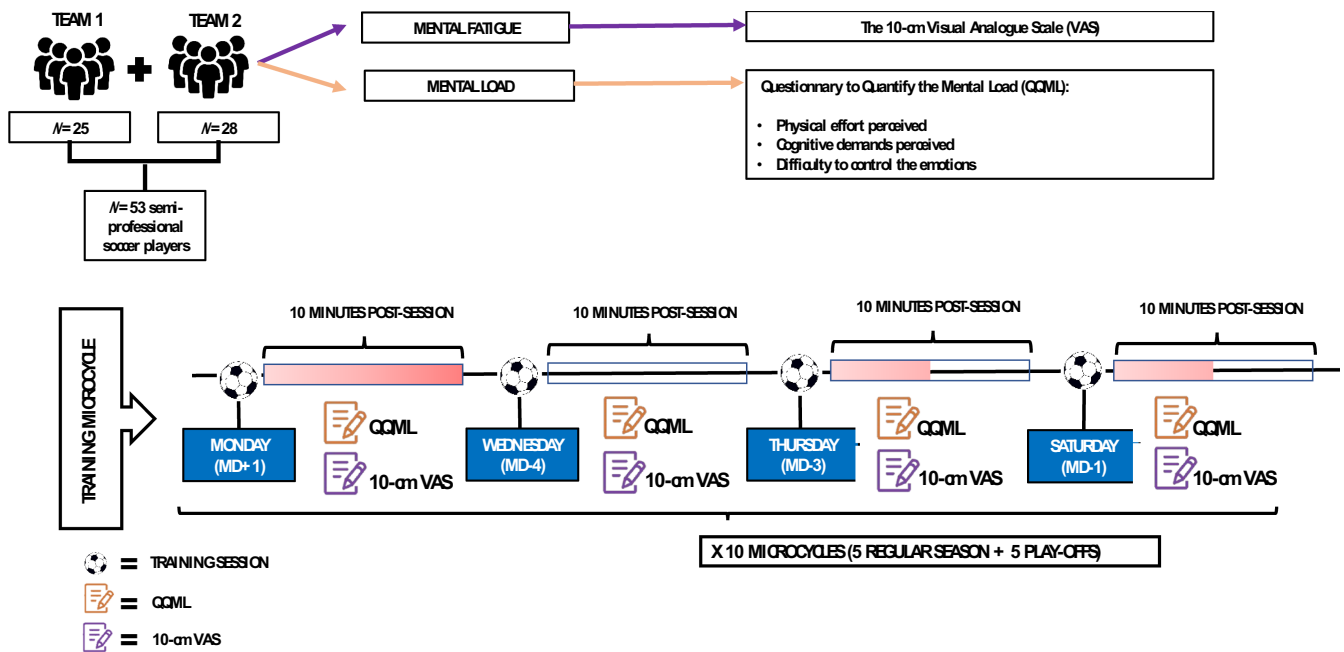 TEAM 1
TEAM 2
N= 25
N= 28
N= 53 semi-
professional
soccer players
MENTAL FATIGUE
The 10-cm Visual Analogue Scale (VAS)
MENTAL LOAD
Questionnary to Quantify the Mental Load (QQML):
• Physical effort perceived
• Cognitive demands perceived
• Difficulty to control the emotions
TRAINING MICROCYCLE
10 MINUTES POST-SESSION
10 MINUTES POST-SESSION
10 MINUTES POST-SESSION
10 MINUTES POST-SESSION
MONDAY
(MD+1)
QQML
10-cm VAS
WEDNESDAY
(MD-4)
QQML
10-cm VAS
THURSDAY
(MD-3)
QQML
10-cm VAS
SATURDAY
(MD-1)
QQML
10-cm VAS
X 10 MICROCYCLES (5 REGULAR SEASON + 5 PLAY-OFFS)
= TRAINING SESSION
= QQML
= 10-cm VAS